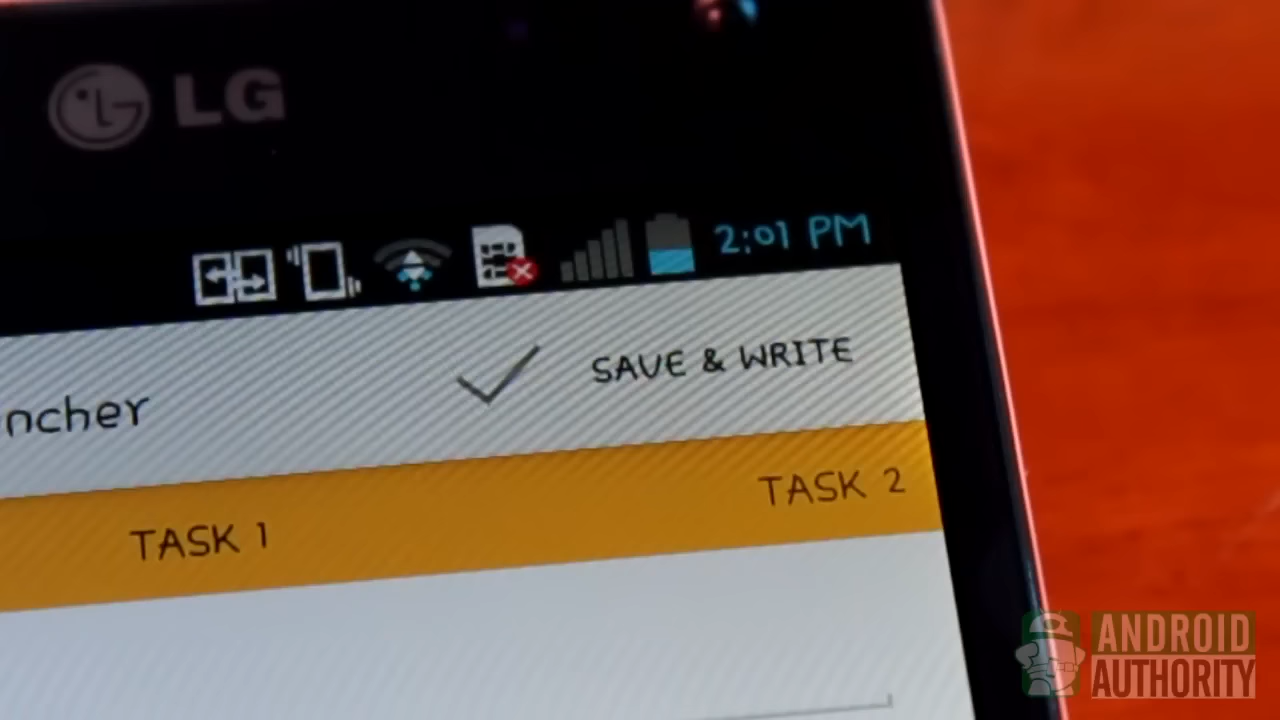 LG
2:01 PM
ncher
SAVE & WRITE
TASK 1
TASK 2
ANDROID
AUTHORITY